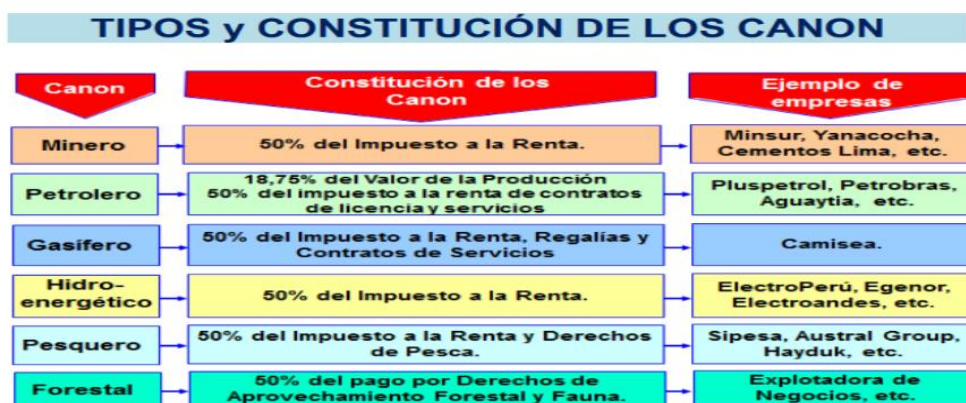 TIPOS y CONSTITUCIÓN DE LOS CANON
Canon
Constitución de los
Canon
Ejemplo de
empresas
Minero
50% del Impuesto a la Renta.
Minsur, Yanacocha,
Cementos Lima, etc.
Petrolero
18,75% del Valor de la Producción
50% del impuesto a la renta de contratos
de licencia y servicios
Pluspetrol, Petrobras,
Aguaytia, etc.
Gasífero
50% del Impuesto a la Renta, Regalías y
Contratos de Servicios
Camisea.
Hidro-
energético
50% del Impuesto a la Renta.
ElectroPerú, Egenor,
Electroandes, etc.
Pesquero
50% del Impuesto a la Renta y Derechos
de Pesca.
Sipesa, Austral Group,
Hayduk, etc.
Forestal
50% del pago por Derechos de
Aprovechamiento Forestal y Fauna.
Explotadora de
Negocios, etc.